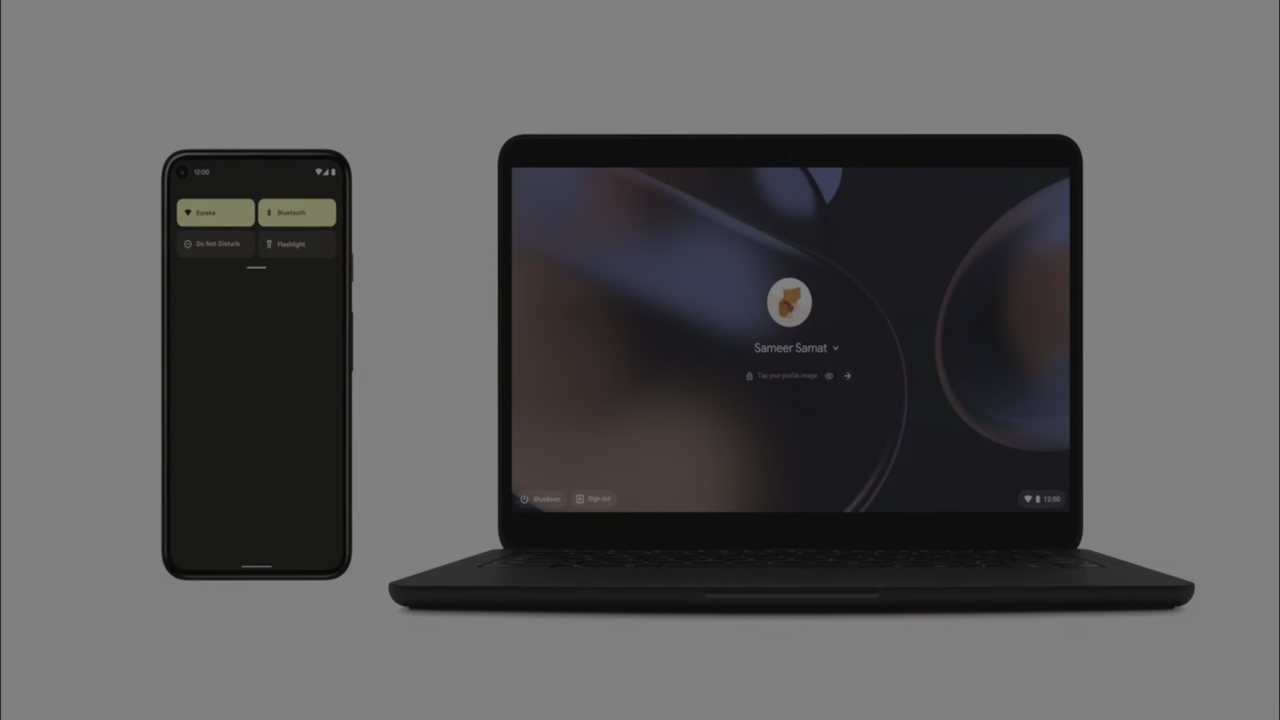 12:00
Eureka
Bluetooth
Do Not Disturb
Flashlight
Sameer Samat
Tap your profile image
Shutdown
Sign out
12:00